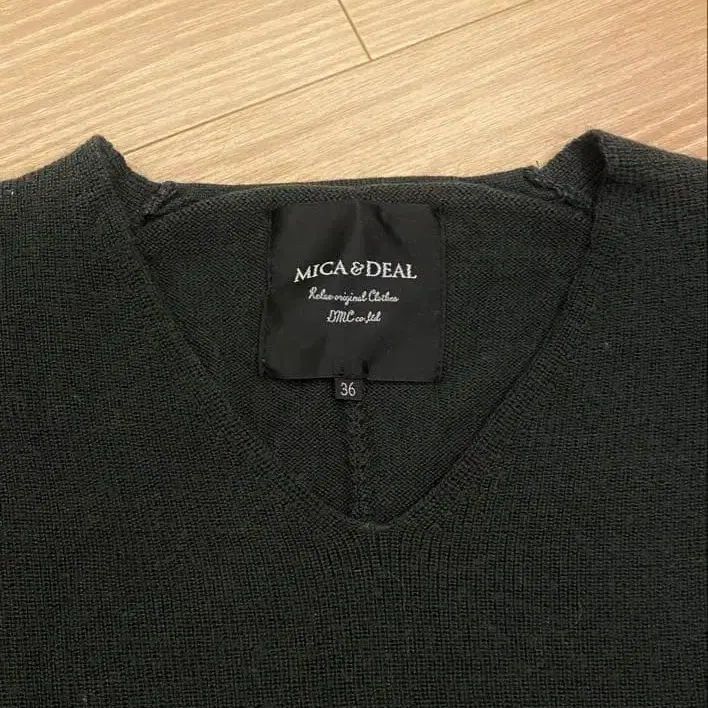 MICA & DEAL
Relax original Clothes
DMC co.,ltd
36